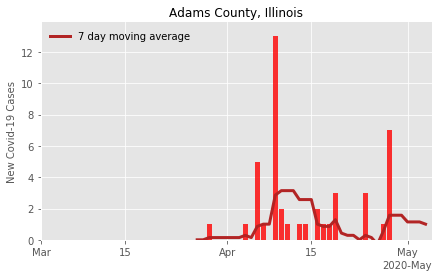 Adams County, Illinois
7 day moving average
New Covid-19 Cases
12
10
8
6
4
2
0
Mar
15
Apr
15
May
2020-May